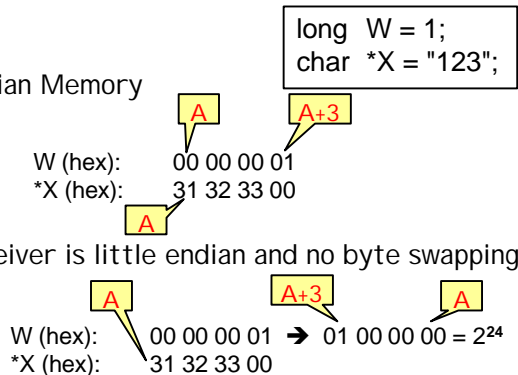 long W = 1;
char *X = "123";
ian Memory
A A+3
W (hex): 00 00 00 01
*X (hex): 31 32 33 00
A
eiver is little endian and no byte swapping
A A+3 A
W (hex): 00 00 00 01 ➔ 01 00 00 00 = 2²⁴
*X (hex): 31 32 33 00